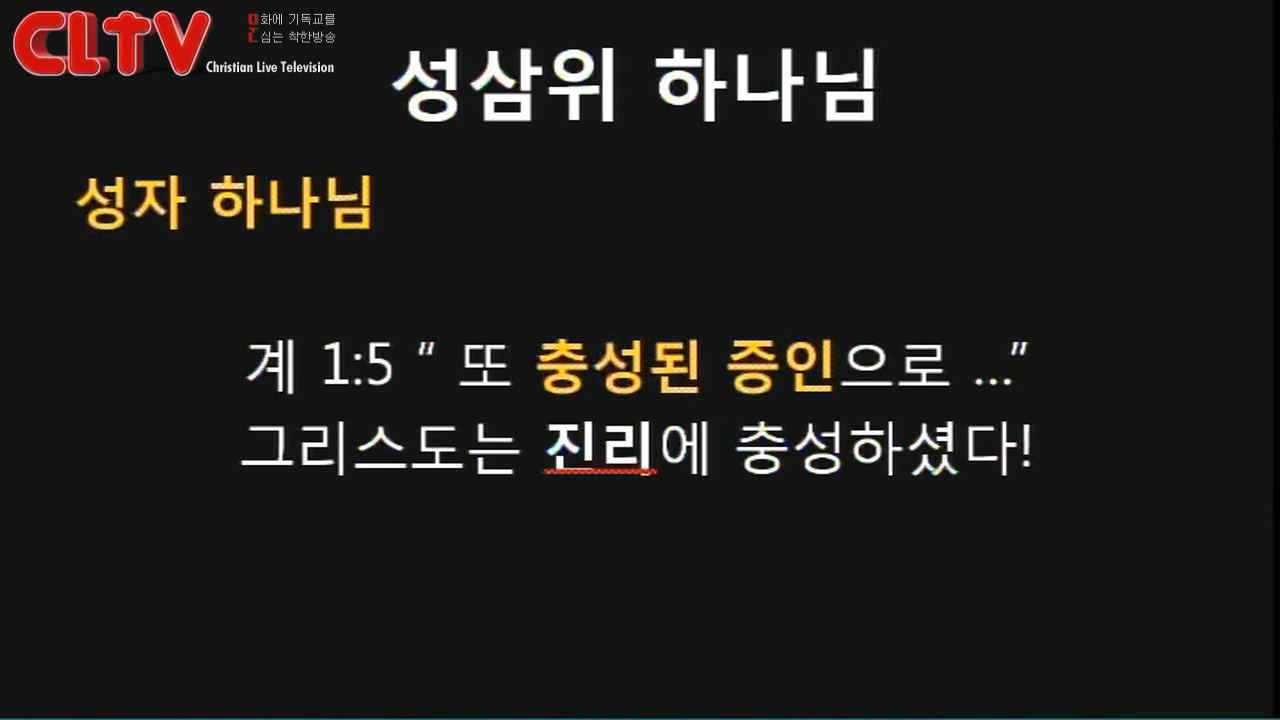 CLTV
문화에 기독교를
심는 착한방송
Christian Live Television
성삼위 하나님
성자 하나님
계 1:5 “ 또 충성된 증인으로 ...”
그리스도는 진리에 충성하셨다!